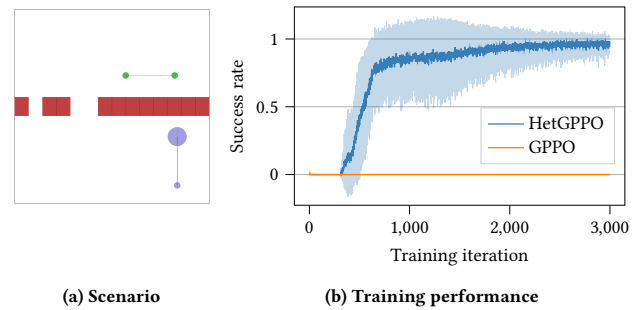 1
0.5
0
Success rate
HetGPPO
GPPO
0
1,000
2,000
3,000
Training iteration
(a) Scenario
(b) Training performance